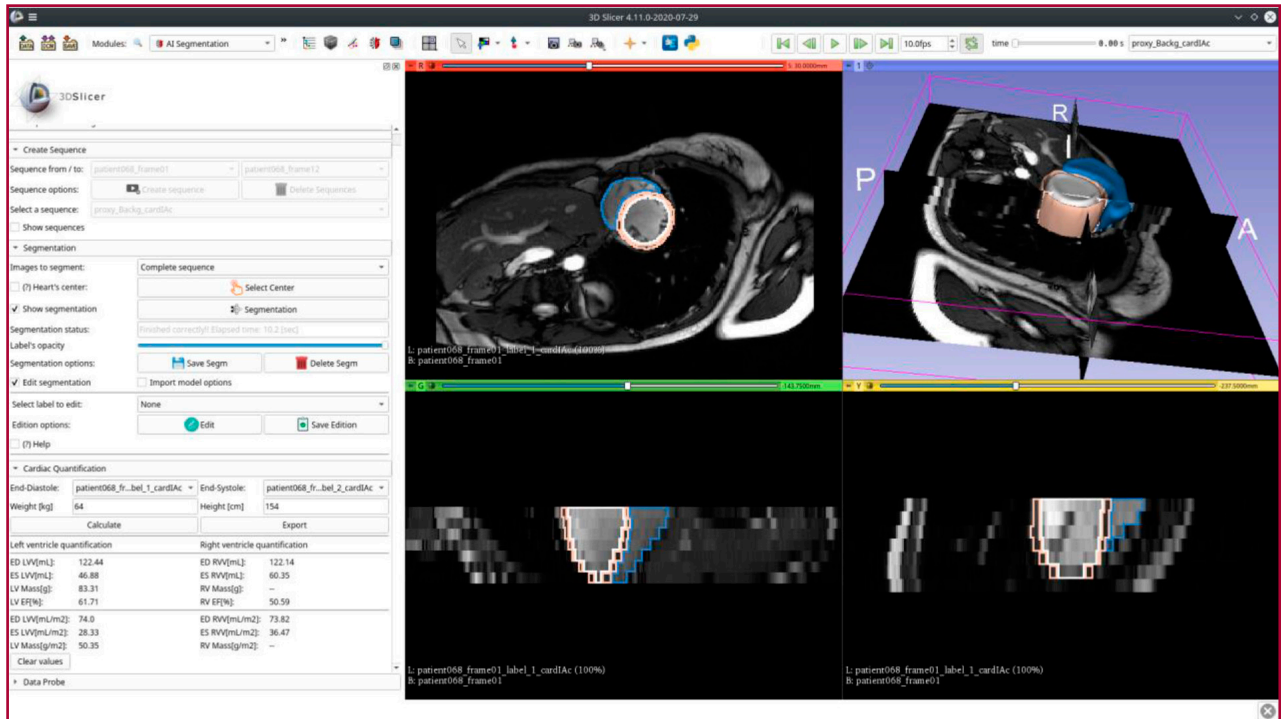 3D Slicer 4.11.0-2020-07-29
DATA DCM SAVE Modules: AI Segmentation 10.0fps time 0.00 s proxy_Backg_cardIAc
3DSlicer
Create Sequence
Sequence from / to: patient068_frame01 patient068_frame12
Sequence options: Create sequence Delete Sequences
Select a sequence: proxy_Backg_cardIAc
Show sequences
Segmentation
Images to segment: Complete sequence
(?) Heart's center: Select Center
Show segmentation Segmentation
Segmentation status: Finished correctly!! Elapsed time: 10.2 [sec]
Label's opacity
Segmentation options: Save Segm Delete Segm
Edit segmentation Import model options
Select label to edit: None
Edition options: Edit Save Edition
(?) Help
Cardiac Quantification
End-Diastole: patient068_fr...bel_1_cardIAc End-Systole: patient068_fr...bel_2_cardIAc
Weight [kg] 64 Height [cm] 154
Calculate Export
Left ventricle quantification Right ventricle quantification
ED LVV[mL]: 122.44 ED RVV[mL]: 122.14
ES LVV[mL]: 46.88 ES RVV[mL]: 60.35
LV Mass[g]: 83.31 RV Mass[g]: --
LV EF[%]: 61.71 RV EF[%]: 50.59
ED LVV[mL/m2]: 74.0 ED RVV[mL/m2]: 73.82
ES LVV[mL/m2]: 28.33 ES RVV[mL/m2]: 36.47
LV Mass[g/m2]: 50.35 RV Mass[g/m2]: --
Clear values
Data Probe
R S: 30.0000mm
L: patient068_frame01_label_1_cardIAc (100%)
B: patient068_frame01
1
R
P
A
G -143.7500mm
L: patient068_frame01_label_1_cardIAc (100%)
B: patient068_frame01
Y -237.5000mm
L: patient068_frame01_label_1_cardIAc (100%)
B: patient068_frame01